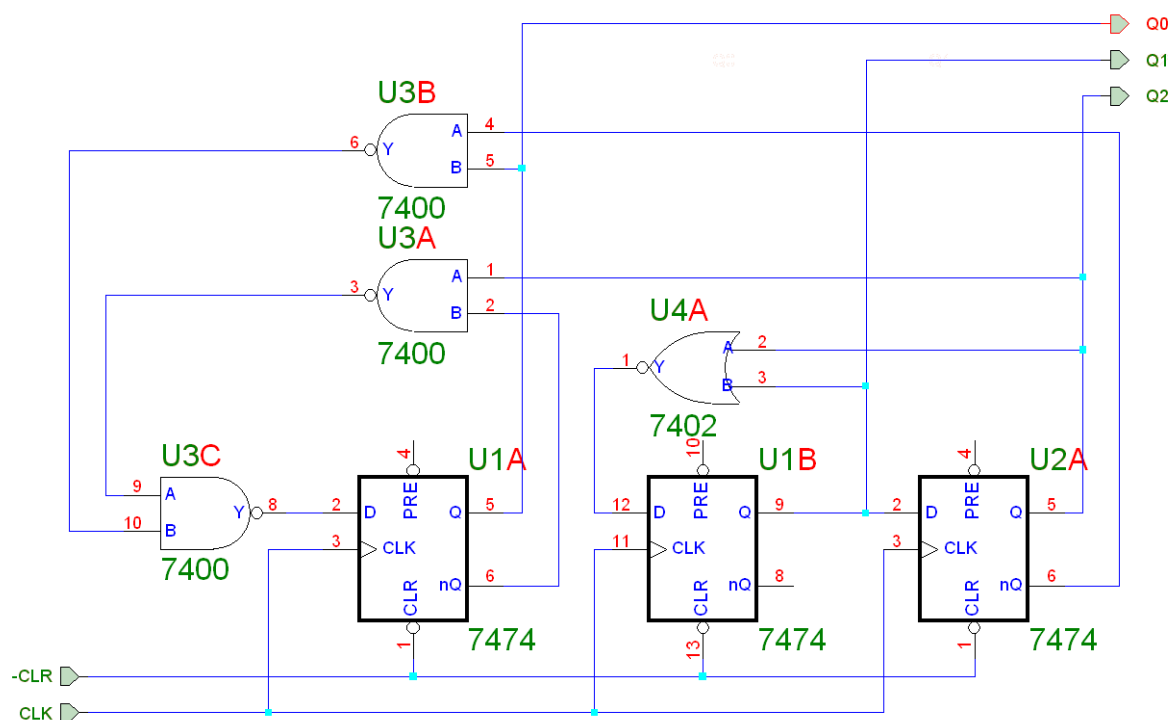 Q0
Q1
Q2
U3B
6 Y A 4
B 5
7400
U3A
3 Y A 1
B 2
7400
U4A
1 Y A 2
B 3
7402
U3C
9 A
Y 8
10 B
7400
4 U1A
PRE
2 D Q 5
3 CLK
CLR nQ 6
1 7474
10 U1B
PRE
12 D Q 9
11 CLK
CLR nQ 8
13 7474
4 U2A
PRE
2 D Q 5
3 CLK
CLR nQ 6
1 7474
-CLR
CLK